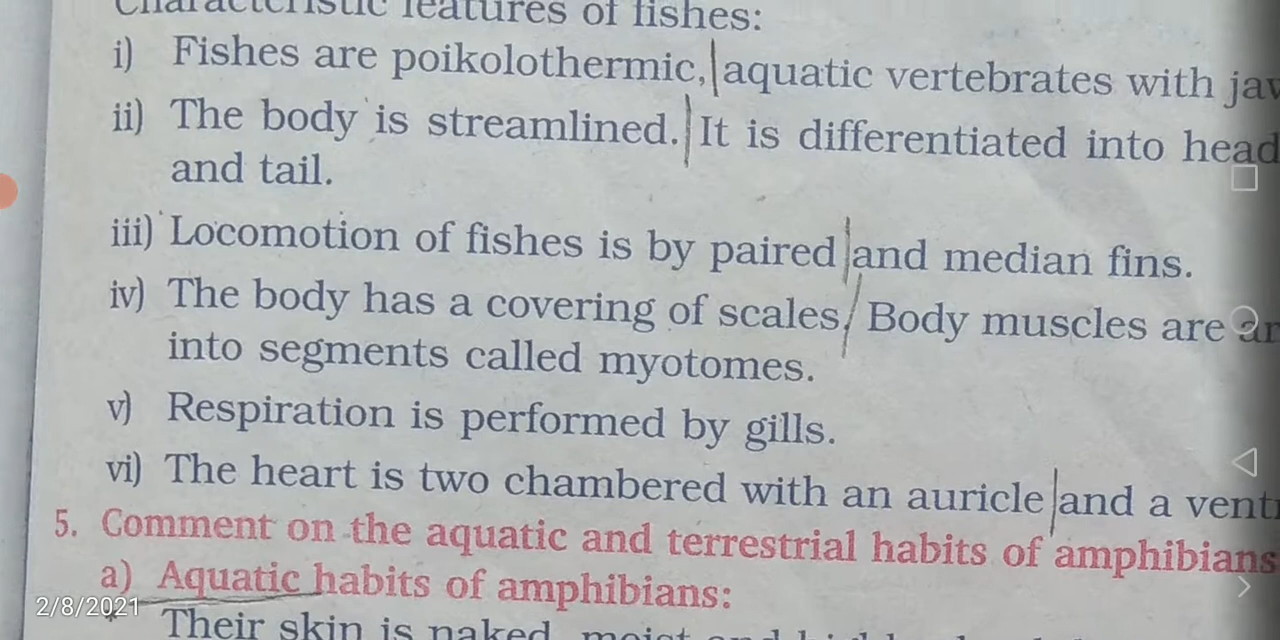 Characteristic features of fishes:
i) Fishes are poikolothermic, aquatic vertebrates with
ii) The body is streamlined. It is differentiated into head
and tail.
iii) Locomotion of fishes is by paired and median fins.
iv) The body has a covering of scales. Body muscles are
into segments called myotomes.
v) Respiration is performed by gills.
vi) The heart is two chambered with an auricle and a
5. Comment on the aquatic and terrestrial habits of amphibians
a) Aquatic habits of amphibians:
2/8/2021
* Their skin is naked, moist and